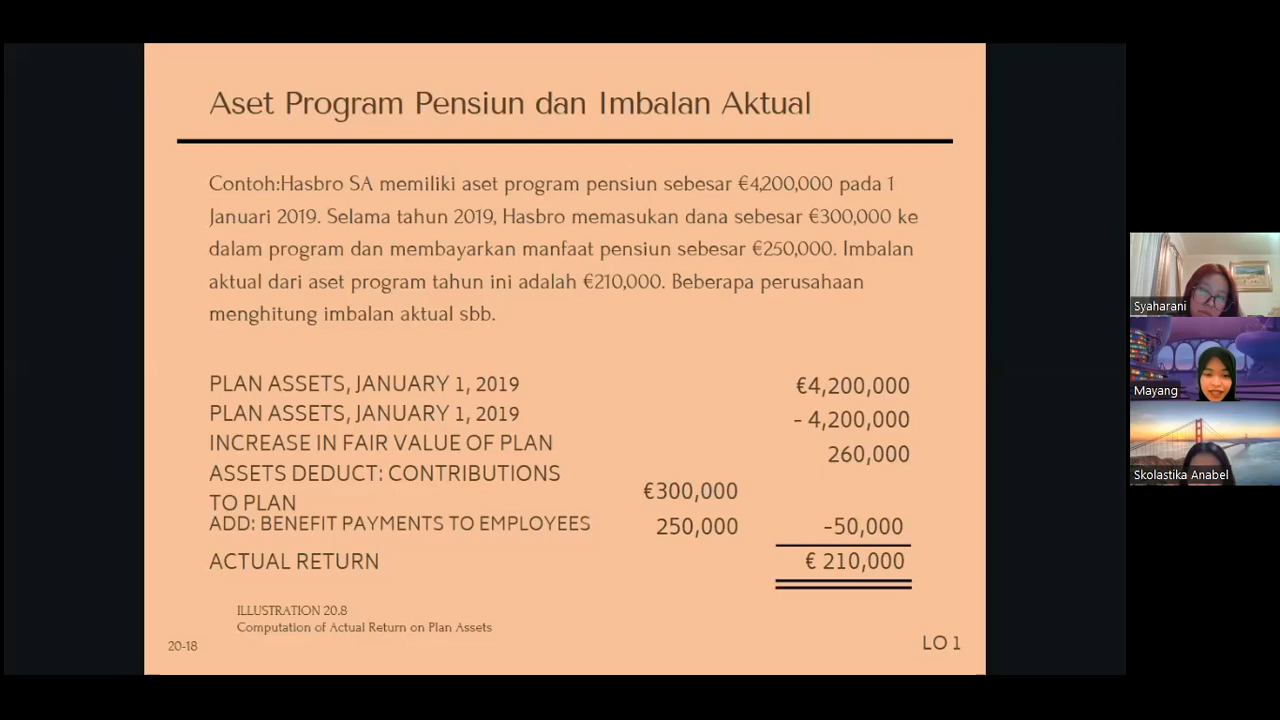 Aset Program Pensiun dan Imbalan Aktual
Contoh:Hasbro SA memiliki aset program pensiun sebesar €4,200,000 pada 1
Januari 2019. Selama tahun 2019, Hasbro memasukan dana sebesar €300,000 ke
dalam program dan membayarkan manfaat pensiun sebesar €250,000. Imbalan
aktual dari aset program tahun ini adalah €210,000. Beberapa perusahaan
menghitung imbalan aktual sbb.
PLAN ASSETS, JANUARY 1, 2019 €4,200,000
PLAN ASSETS, JANUARY 1, 2019 - 4,200,000
INCREASE IN FAIR VALUE OF PLAN 260,000
ASSETS DEDUCT: CONTRIBUTIONS
TO PLAN €300,000
ADD: BENEFIT PAYMENTS TO EMPLOYEES 250,000 -50,000
ACTUAL RETURN € 210,000
ILLUSTRATION 20.8
Computation of Actual Return on Plan Assets
20-18
LO 1
Syaharani
Mayang
Skolastika Anabel